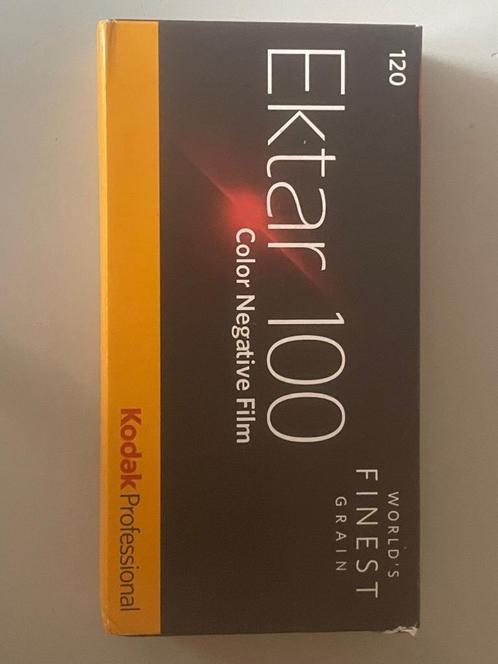 120
Ektar 100
Color Negative Film
WORLD'S
FINEST
GRAIN
Kodak Professional